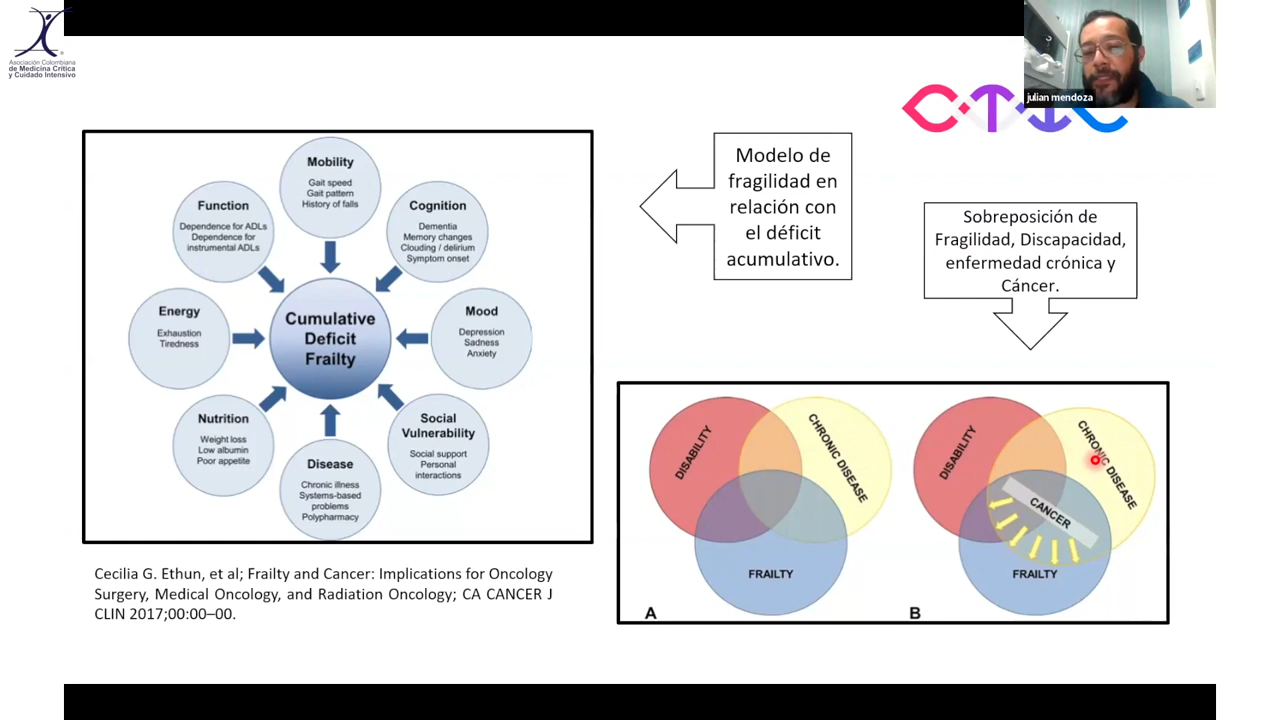 Asociación Colombiana
de Medicina Crítica
y Cuidado Intensivo
julian mendoza
CTIC
Mobility
Gait speed
Gait pattern
History of falls
Function
Dependence for ADLs
Dependence for
instrumental ADLs
Cognition
Dementia
Memory changes
Clouding / delirium
Symptom onset
Energy
Exhaustion
Tiredness
Cumulative
Deficit
Frailty
Mood
Depression
Sadness
Anxiety
Nutrition
Weight loss
Low albumin
Poor appetite
Social
Vulnerability
Social support
Personal
interactions
Disease
Chronic illness
Systems-based
problems
Polypharmacy
Cecilia G. Ethun, et al; Frailty and Cancer: Implications for Oncology
Surgery, Medical Oncology, and Radiation Oncology; CA CANCER J
CLIN 2017;00:00–00.
Modelo de
fragilidad en
relación con
el déficit
acumulativo.
Sobreposición de
Fragilidad, Discapacidad,
enfermedad crónica y
Cáncer.
DISABILITY
CHRONIC DISEASE
FRAILTY
A
DISABILITY
CHRONIC DISEASE
CANCER
FRAILTY
B